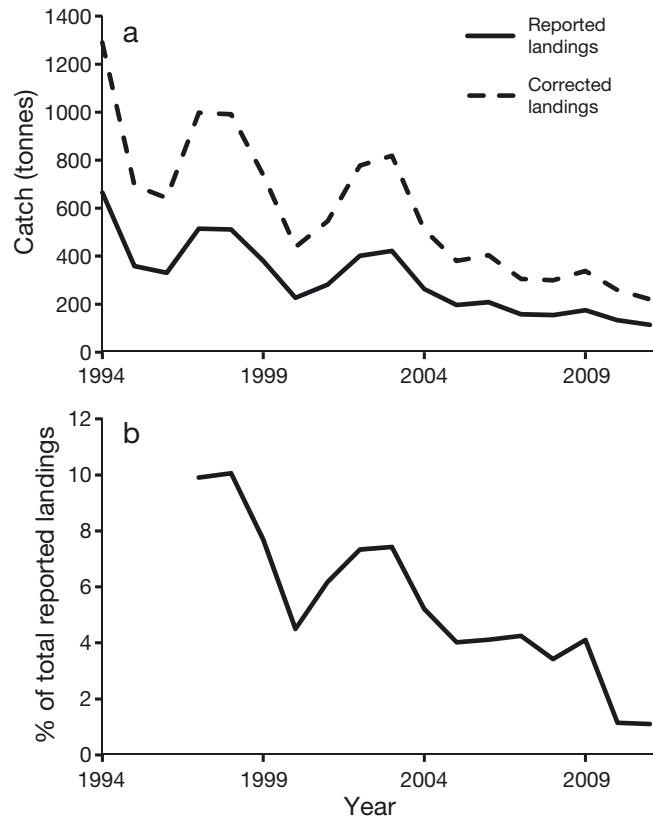 a
Reported
landings
Corrected
landings
Catch (tonnes)
1400
1200
1000
800
600
400
200
0
1994 1999 2004 2009
b
% of total reported landings
12
10
8
6
4
2
0
1994 1999 2004 2009
Year